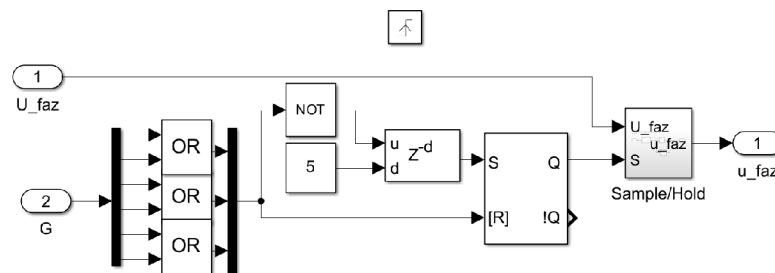 1
U_faz
NOT
U_faz
u_faz
S
1
u_faz
Sample/Hold
OR
OR
OR
5
u
d
Z-d
S
Q
[R]
!Q
2
G